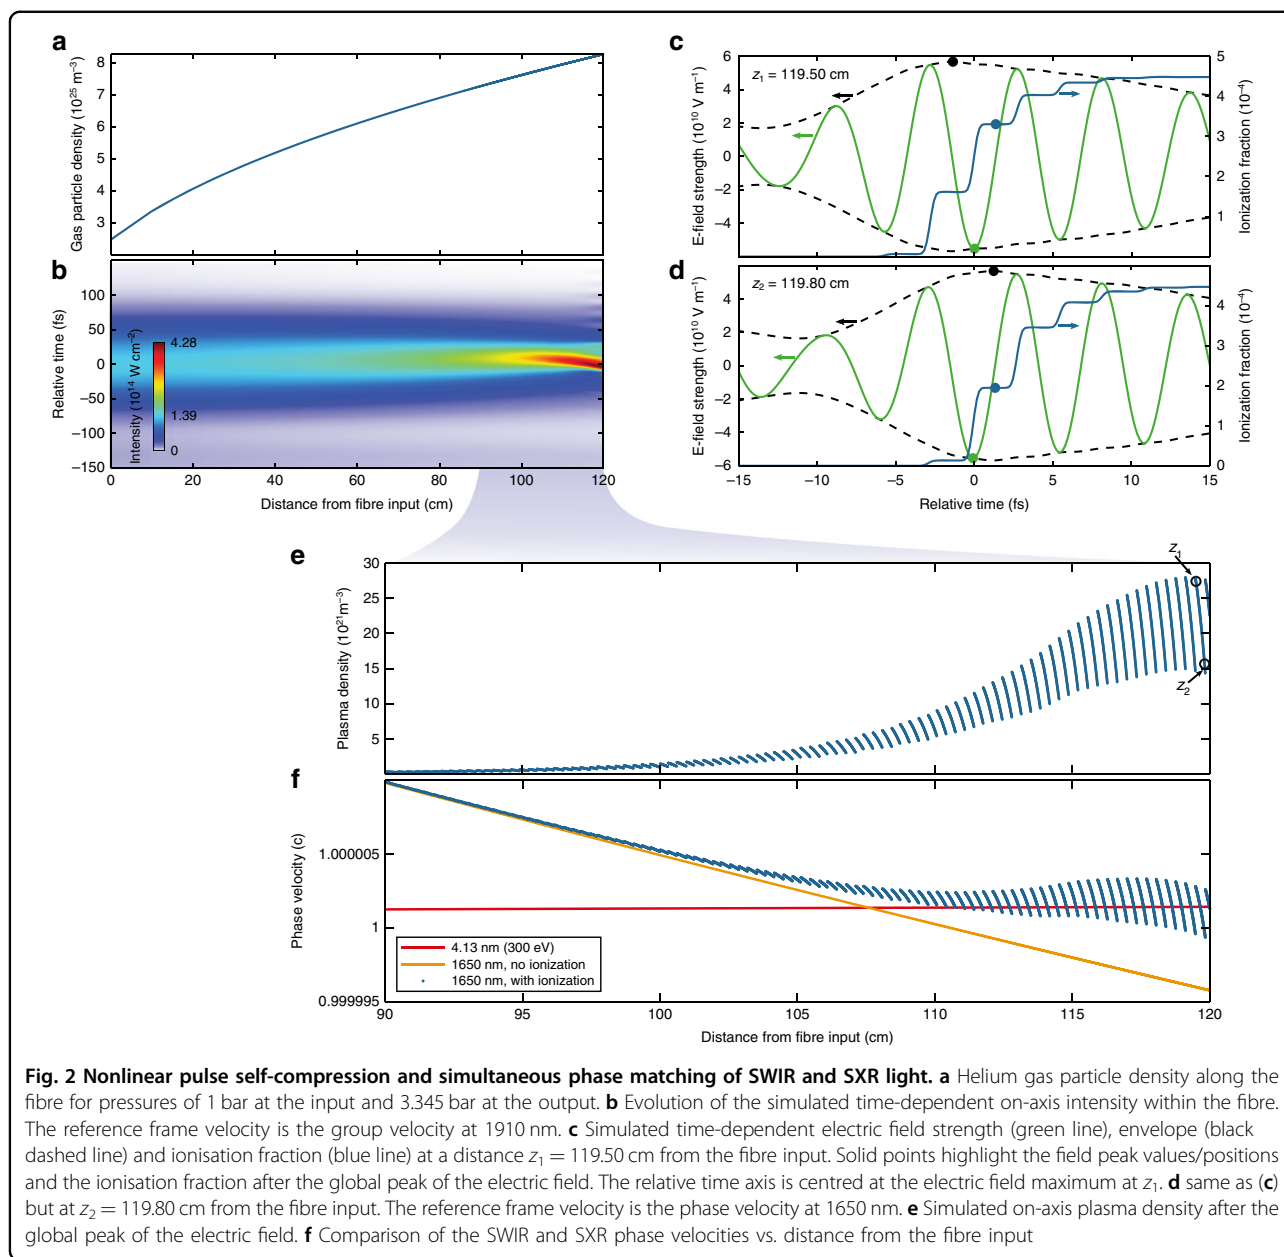 a
8
7
6
5
4
3
Gas particle density (10²⁵ m⁻³)
b
100
50
0
−50
−100
−150
Relative time (fs)
Intensity (10¹⁴ W cm⁻²)
4.28
1.39
0
0 20 40 60 80 100 120
Distance from fibre input (cm)
c
z₁ = 119.50 cm
6
4
2
0
−2
−4
E-field strength (10¹⁰ V m⁻¹)
5
4
3
2
1
Ionization fraction (10⁻⁴)
d
z₂ = 119.80 cm
4
2
0
−2
−4
−6
E-field strength (10¹⁰ V m⁻¹)
4
3
2
1
0
Ionization fraction (10⁻⁴)
−15 −10 −5 0 5 10 15
Relative time (fs)
e
30
25
20
15
10
5
Plasma density (10²¹m⁻³)
z₁
z₂
f
1.000005
1
0.999995
Phase velocity (c)
4.13 nm (300 eV)
1650 nm, no ionization
1650 nm, with ionization
90 95 100 105 110 115 120
Distance from fibre input (cm)
Fig. 2 Nonlinear pulse self-compression and simultaneous phase matching of SWIR and SXR light. a Helium gas particle density along the
fibre for pressures of 1 bar at the input and 3.345 bar at the output. b Evolution of the simulated time-dependent on-axis intensity within the fibre.
The reference frame velocity is the group velocity at 1910 nm. c Simulated time-dependent electric field strength (green line), envelope (black
dashed line) and ionisation fraction (blue line) at a distance z₁ = 119.50 cm from the fibre input. Solid points highlight the field peak values/positions
and the ionisation fraction after the global peak of the electric field. The relative time axis is centred at the electric field maximum at z₁. d same as (c)
but at z₂ = 119.80 cm from the fibre input. The reference frame velocity is the phase velocity at 1650 nm. e Simulated on-axis plasma density after the
global peak of the electric field. f Comparison of the SWIR and SXR phase velocities vs. distance from the fibre input